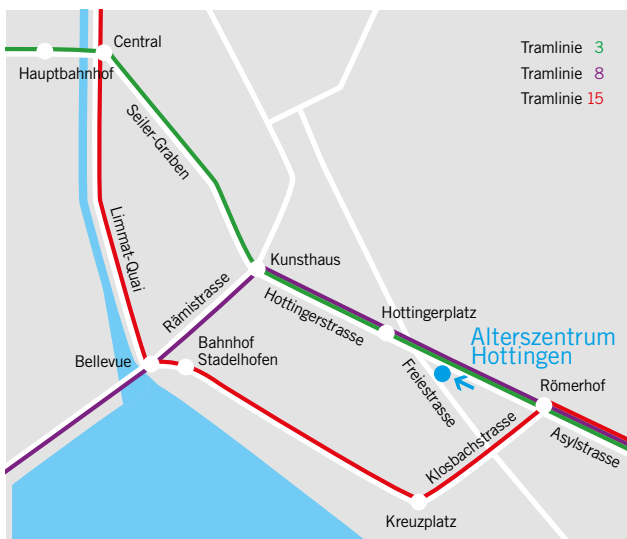 Central
Hauptbahnhof
Tramlinie 3
Tramlinie 8
Tramlinie 15
Seiler-Graben
Limmat-Quai
Kunsthaus
Rämistrasse
Hottingerstrasse
Hottingerplatz
Alterszentrum
Hottingen
Bahnhof
Stadelhofen
Bellevue
Freiestrasse
Römerhof
Klosbachstrasse
Asylstrasse
Kreuzplatz